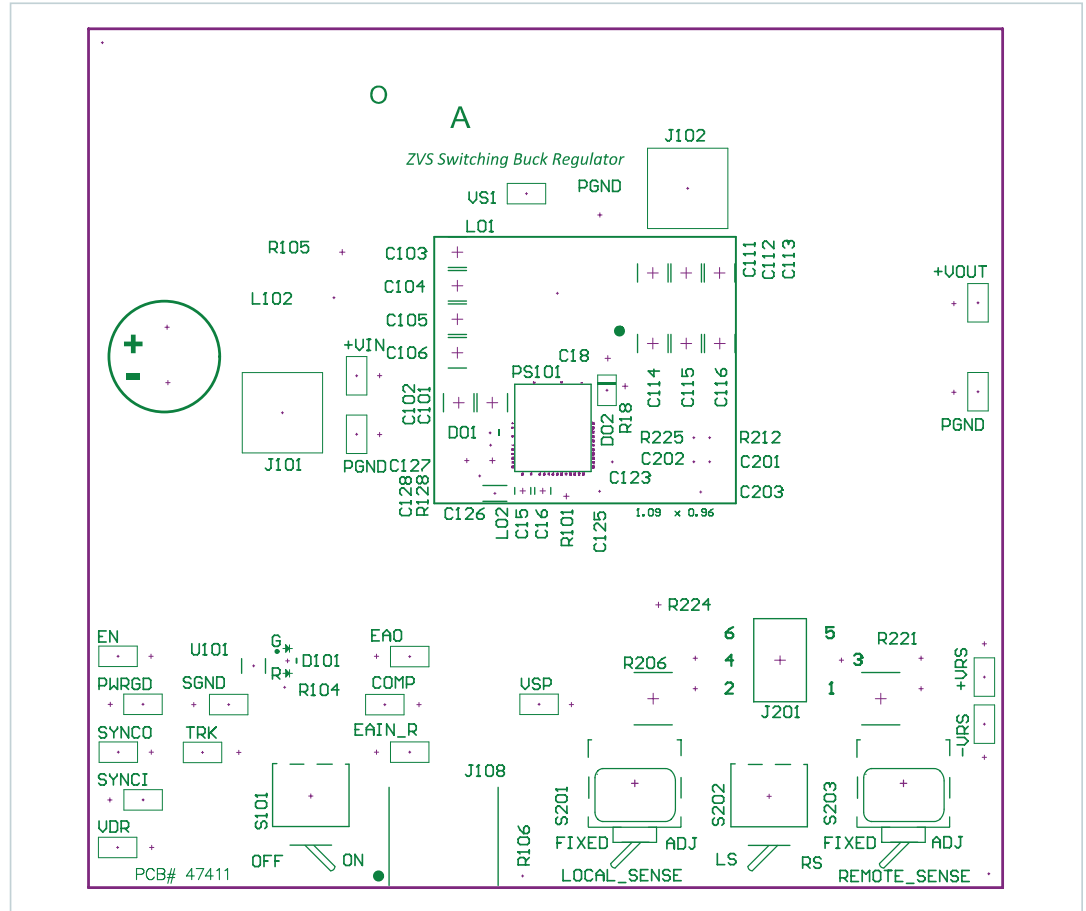 O
A
J102
ZVS Switching Buck Regulator
PGND
VS1
L01
R105
C103
C111
C112
C113
L102
C104
+VOUT
C105
+
-
+VIN
C106
C18
PS101
C102
C101
C114
C115
C116
D01
D02
R18
R225
R212
PGND
J101
PGND
C127
C202
C201
C123
C128
R128
C203
C126
L02
C15
C16
R101
C125
1.09 x 0.96
R224
EN
U101
G
EAO
6
5
R221
D101
R206
4
3
+VRS
PWRGD
SGND
R
R104
COMP
VSP
2
1
J201
SYNCO
TRK
EAIN_R
-VRS
J108
SYNCI
S101
S201
S202
S203
VDR
R106
FIXED
ADJ
FIXED
ADJ
OFF
ON
LS
RS
PCB# 47411
LOCAL_SENSE
REMOTE_SENSE